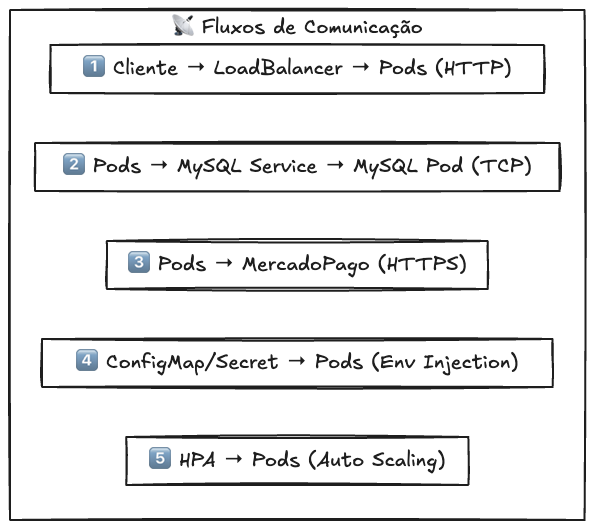 📡 Fluxos de Comunicação
1️⃣ Cliente → LoadBalancer → Pods (HTTP)
2️⃣ Pods → MySQL Service → MySQL Pod (TCP)
3️⃣ Pods → MercadoPago (HTTPS)
4️⃣ ConfigMap/Secret → Pods (Env Injection)
5️⃣ HPA → Pods (Auto Scaling)